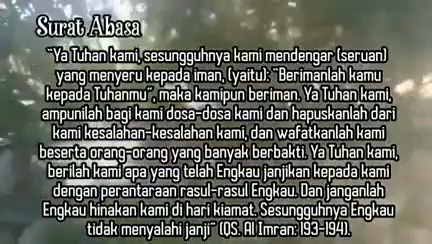 Surat Abasa
"Ya Tuhan kami, sesungguhnya kami mendengar (seruan)
yang menyeru kepada iman, (yaitu): "Berimanlah kamu
kepada Tuhanmu", maka kamipun beriman. Ya Tuhan kami,
ampunilah bagi kami dosa-dosa kami dan hapuskanlah dari
kami kesalahan-kesalahan kami, dan wafatkanlah kami
beserta orang-orang yang banyak berbakti. Ya Tuhan kami,
berilah kami apa yang telah Engkau janjikan kepada kami
dengan perantaraan rasul-rasul Engkau. Dan janganlah
Engkau hinakan kami di hari kiamat. Sesungguhnya Engkau
tidak menyalahi janji" (QS. Al Imran: 193-194).